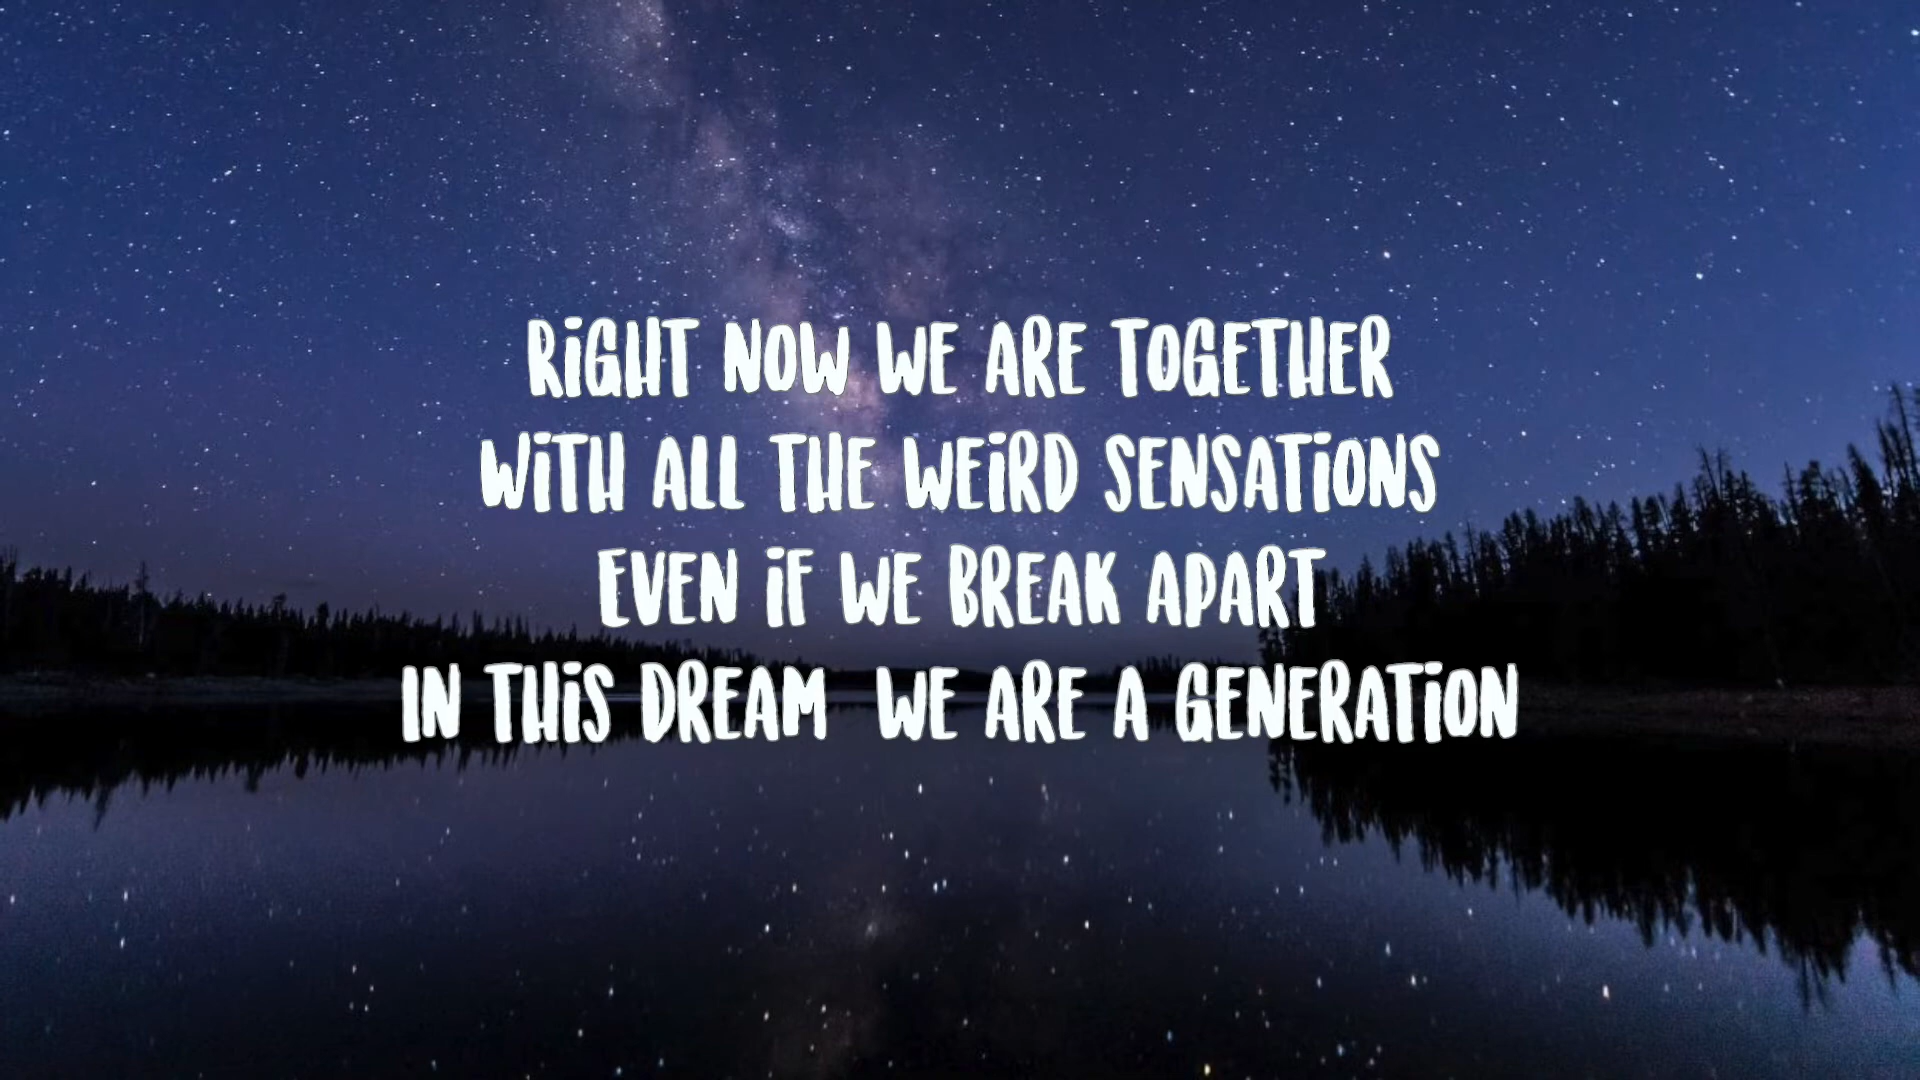 RiGHT NOW WE ARE TOGETHER
WiTH ALL THE WEiRD SENSATiONS
EVEN iF WE BREAK APART
IN THiS DREAM  WE ARE A GENERATiON